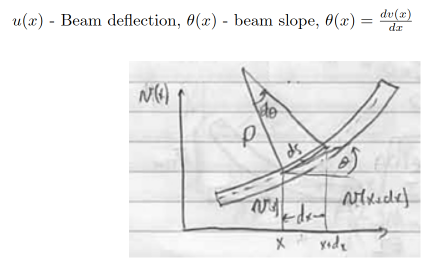 u(x) - Beam deflection, θ(x) - beam slope, θ(x) = dv(x)/dx
v(x)
dθ
ρ
ds
θ
v(x+dx)
dx
x
x+dx